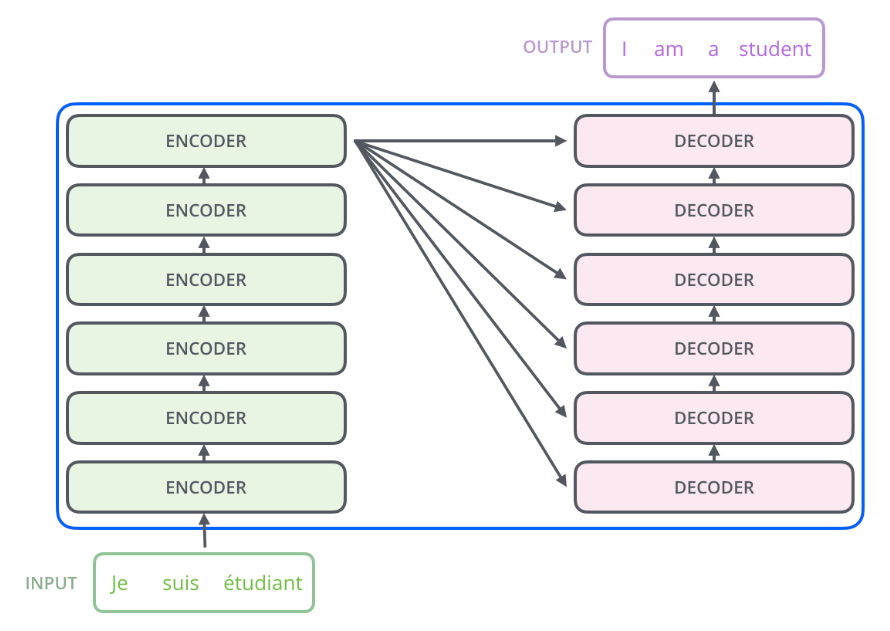 OUTPUT
I am a student
ENCODER
ENCODER
ENCODER
ENCODER
ENCODER
ENCODER
DECODER
DECODER
DECODER
DECODER
DECODER
DECODER
INPUT
Je suis étudiant